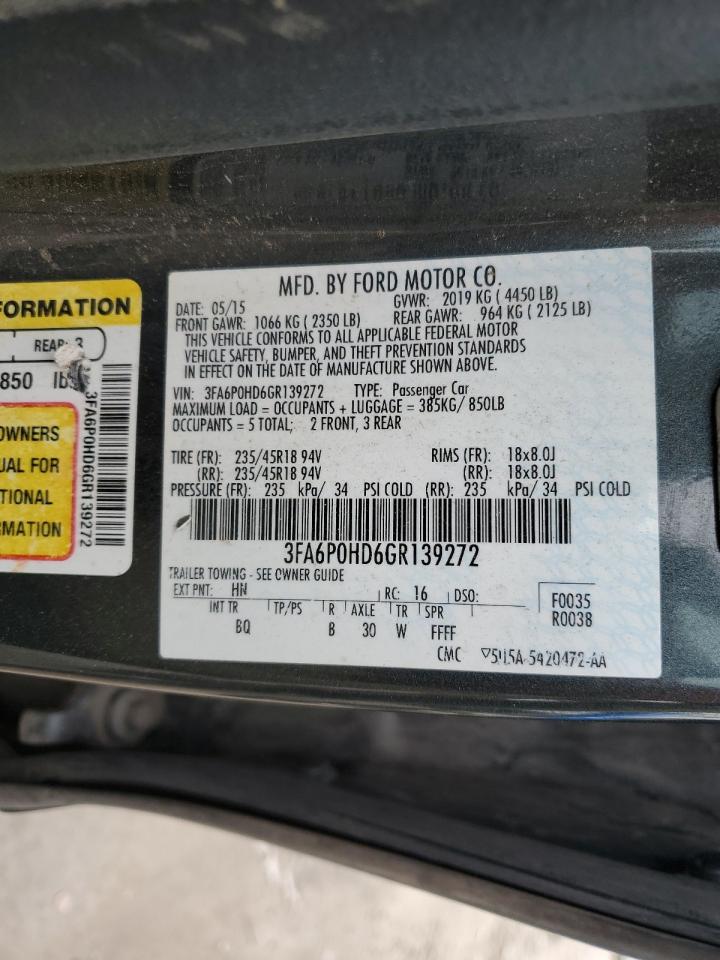 FORMATION
REAR: 3
850 LB
OWNERS
UAL FOR
TIONAL
RMATION
3FA6P0HD6GR139272
MFD. BY FORD MOTOR CO.
DATE: 05/15 GVWR: 2019 KG ( 4450 LB)
FRONT GAWR: 1066 KG ( 2350 LB) REAR GAWR: 964 KG ( 2125 LB)
THIS VEHICLE CONFORMS TO ALL APPLICABLE FEDERAL MOTOR
VEHICLE SAFETY, BUMPER, AND THEFT PREVENTION STANDARDS
IN EFFECT ON THE DATE OF MANUFACTURE SHOWN ABOVE.
VIN: 3FA6P0HD6GR139272 TYPE: Passenger Car
MAXIMUM LOAD = OCCUPANTS + LUGGAGE = 385KG/ 850LB
OCCUPANTS = 5 TOTAL; 2 FRONT, 3 REAR
TIRE (FR): 235/45R18 94V RIMS (FR): 18x8.0J
(RR): 235/45R18 94V (RR): 18x8.0J
PRESSURE (FR): 235 kPa/ 34 PSI COLD (RR): 235 kPa/ 34 PSI COLD
3FA6P0HD6GR139272
TRAILER TOWING - SEE OWNER GUIDE
EXT PNT: HN RC: 16 DSO: F0035
INT TR TP/PS R AXLE TR SPR R0038
BQ B 30 W FFFF
CMC